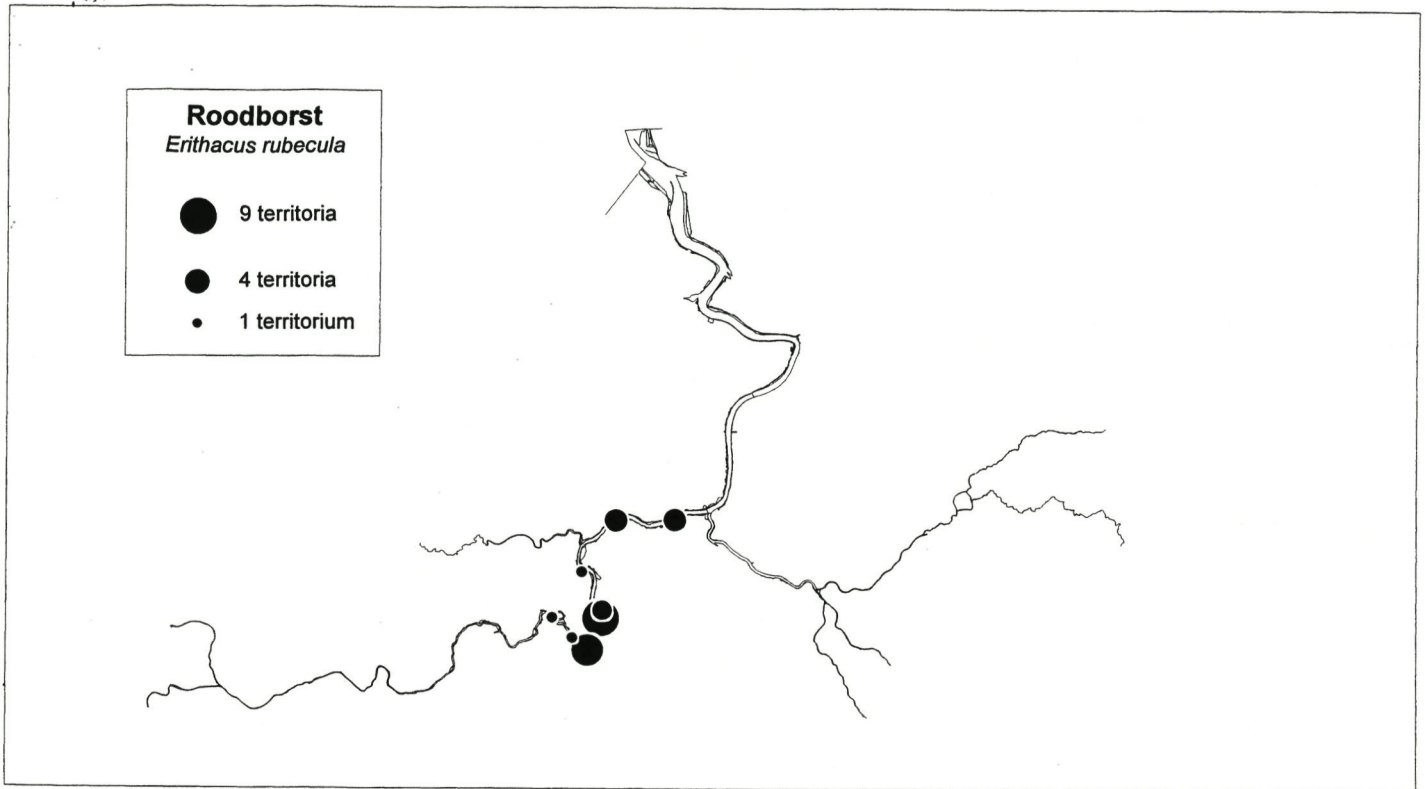 Roodborst
Erithacus rubecula
9 territoria
4 territoria
1 territorium